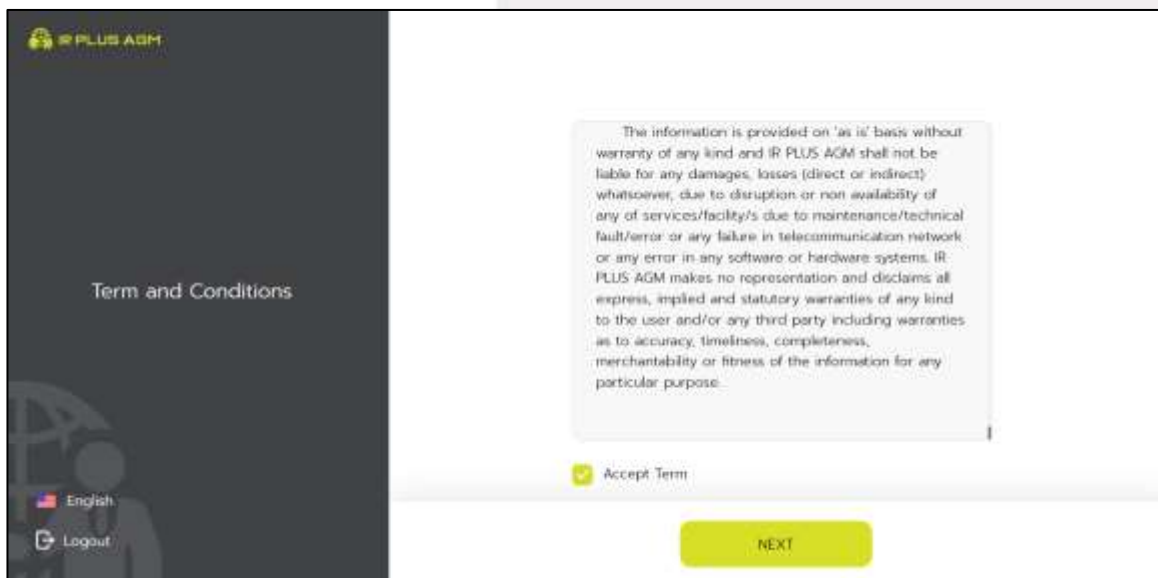 IR PLUS AGM
Term and Conditions
English
Logout
The information is provided on 'as is' basis without
warranty of any kind and IR PLUS AGM shall not be
liable for any damages, losses (direct or indirect)
whatsoever, due to disruption or non availability of
any of services/facility/s due to maintenance/technical
fault/error or any failure in telecommunication network
or any error in any software or hardware systems. IR
PLUS AGM makes no representation and disclaims all
express, implied and statutory warranties of any kind
to the user and/or any third party including warranties
as to accuracy, timeliness, completeness,
merchantability or fitness of the information for any
particular purpose.
Accept Term
NEXT